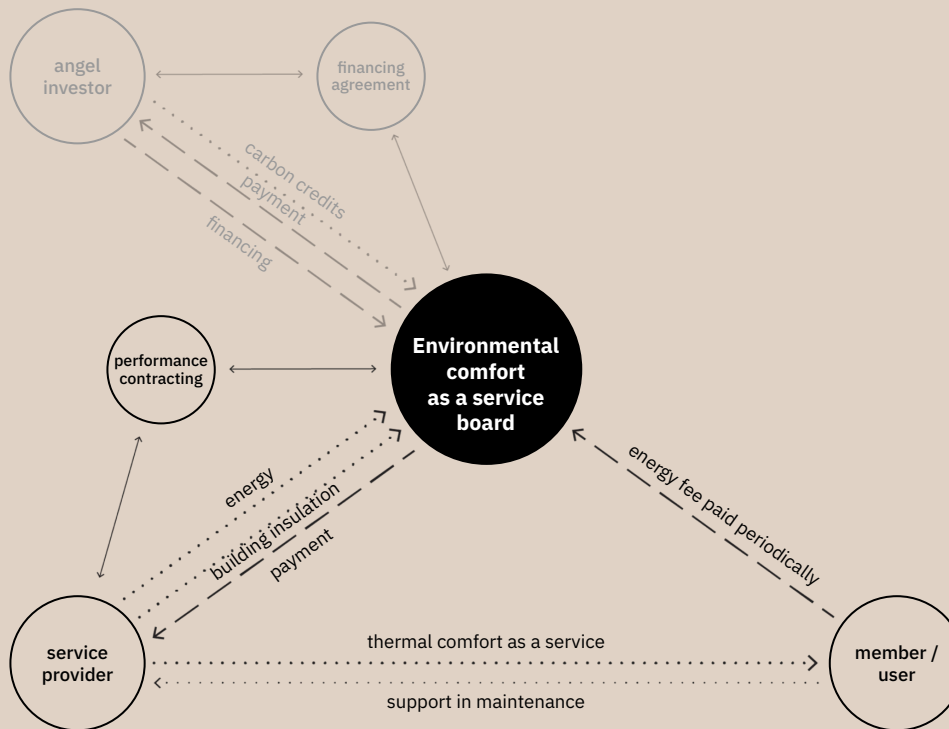 angel
investor
financing
agreement
carbon credits
payment
financing
Environmental
comfort
as a service
board
performance
contracting
energy
building insulation
payment
energy fee paid periodically
service
provider
thermal comfort as a service
support in maintenance
member /
user